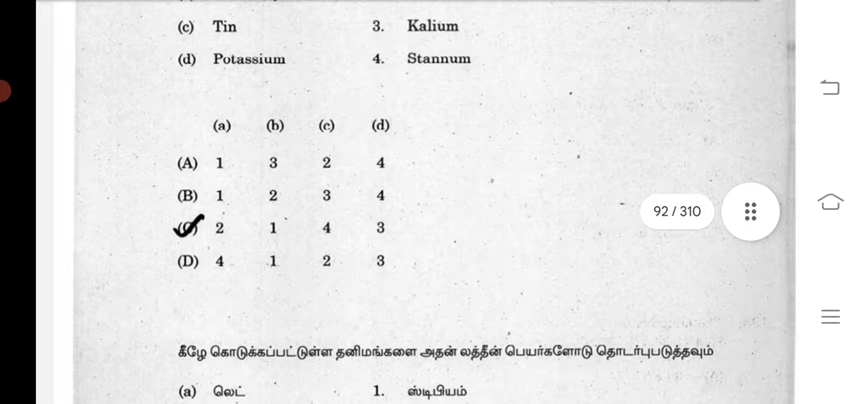 (c) Tin 3. Kalium
(d) Potassium 4. Stannum
(a) (b) (c) (d)
(A) 1 3 2 4
(B) 1 2 3 4
(C) 2 1 4 3
(D) 4 1 2 3
92 / 310
கீழே கொடுக்கப்பட்டுள்ள தனிமங்களை அதன் லத்தீன் பெயர்களோடு தொடர்புபடுத்தவும்
(a) லெட் 1. ஸ்டிபியம்